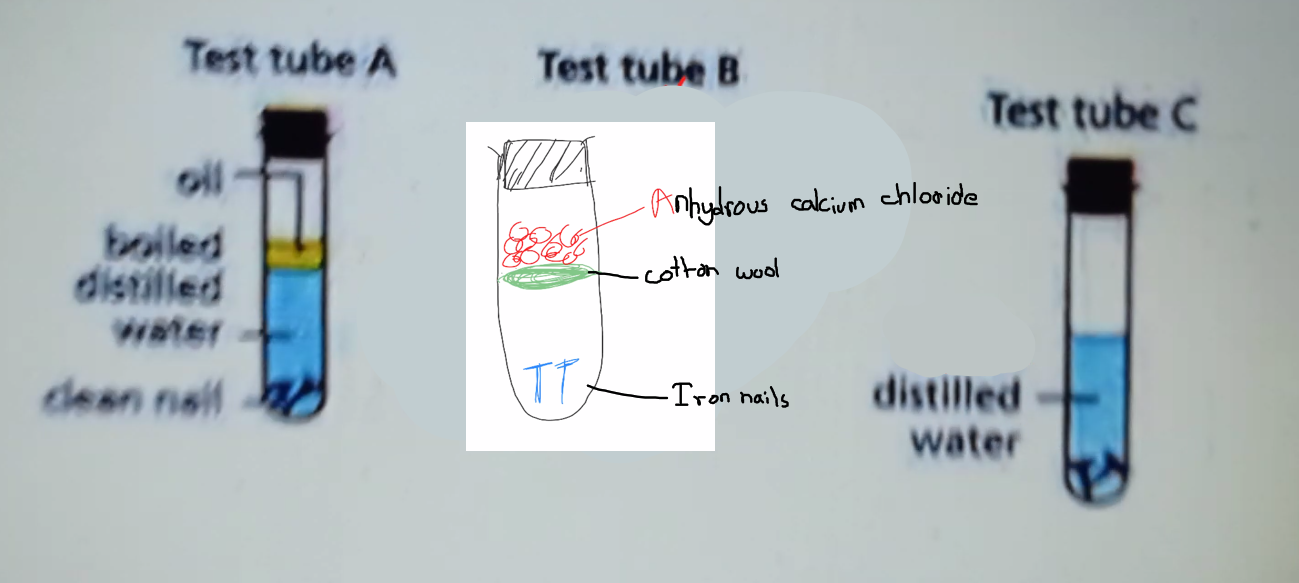 Test tube A
oil
boiled
distilled
water
clean nail
Test tube B
Anhydrous calcium chloride
cotton wool
Iron nails
Test tube C
distilled
water